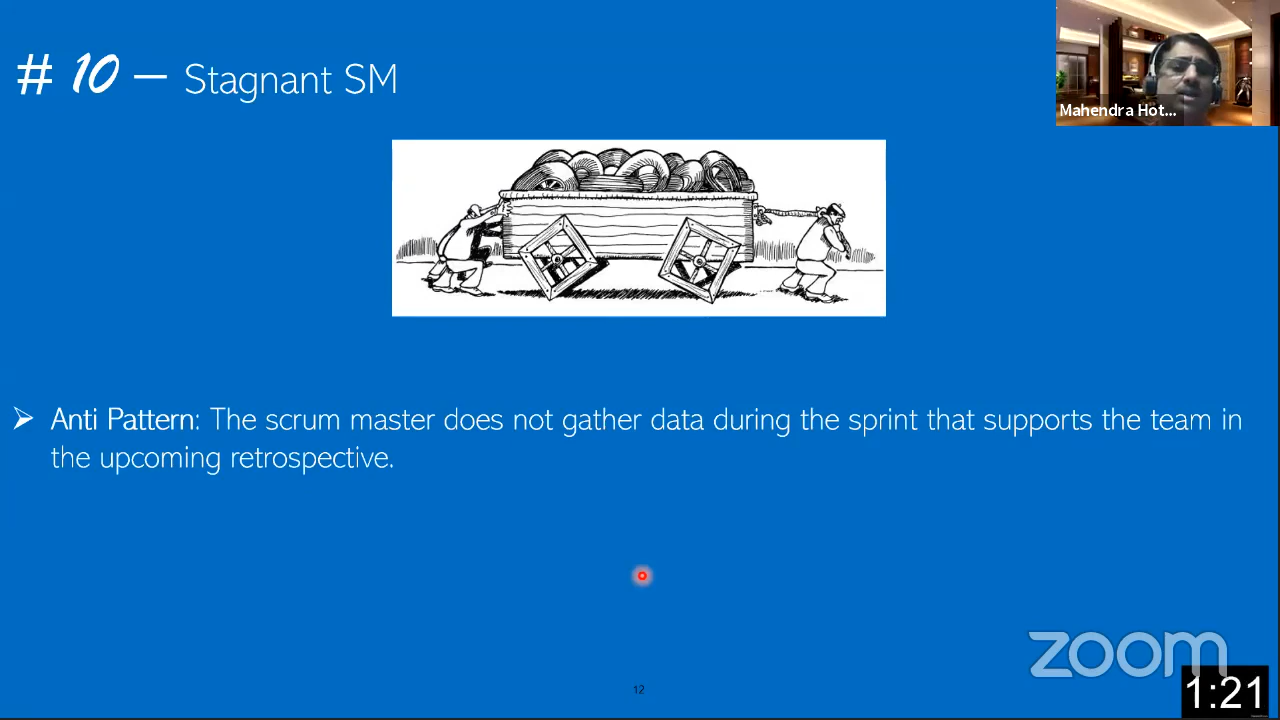 # 10 – Stagnant SM
Mahendra Hot...
➢ Anti Pattern: The scrum master does not gather data during the sprint that supports the team in
the upcoming retrospective.
zoom
12
1:21